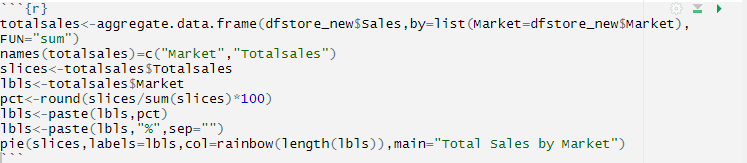 ```{r}
totalsales<-aggregate.data.frame(dfstore_new$Sales,by=list(Market=dfstore_new$Market),
FUN="sum")
names(totalsales)=c("Market","Totalsales")
slices<-totalsales$Totalsales
lbls<-totalsales$Market
pct<-round(slices/sum(slices)*100)
lbls<-paste(lbls,pct)
lbls<-paste(lbls,"%",sep="")
pie(slices,labels=lbls,col=rainbow(length(lbls)),main="Total Sales by Market")
```